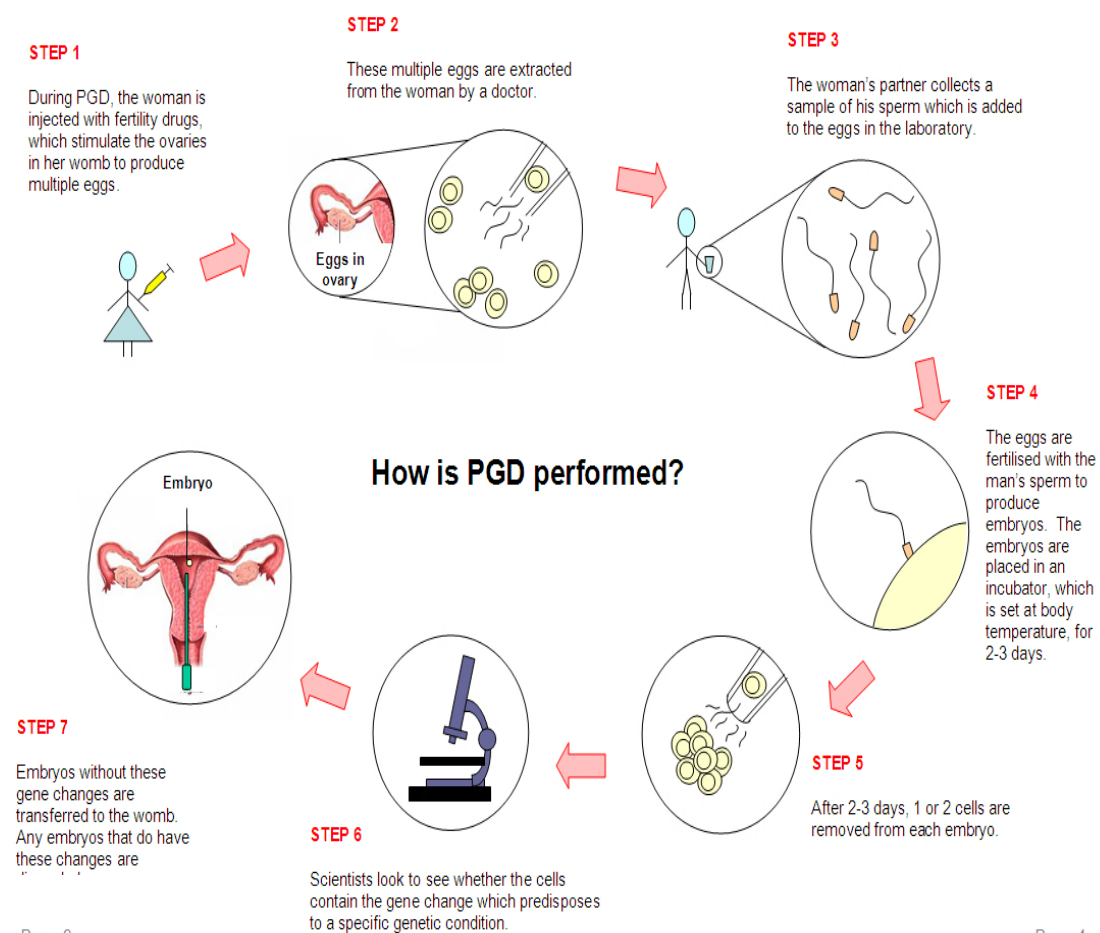 STEP 1
During PGD, the woman is
injected with fertility drugs,
which stimulate the ovaries
in her womb to produce
multiple eggs.
STEP 2
These multiple eggs are extracted
from the woman by a doctor.
Eggs in
ovary
STEP 3
The woman's partner collects a
sample of his sperm which is added
to the eggs in the laboratory.
STEP 4
The eggs are
fertilised with the
man's sperm to
produce
embryos. The
embryos are
placed in an
incubator, which
is set at body
temperature, for
2-3 days.
How is PGD performed?
STEP 5
After 2-3 days, 1 or 2 cells are
removed from each embryo.
STEP 6
Scientists look to see whether the cells
contain the gene change which predisposes
to a specific genetic condition.
Embryo
STEP 7
Embryos without these
gene changes are
transferred to the womb.
Any embryos that do have
these changes are